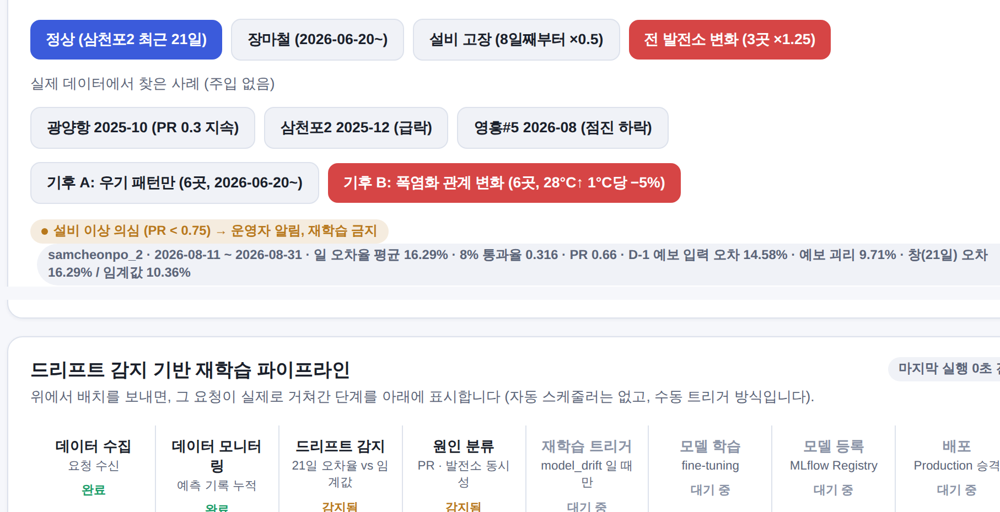 정상 (삼천포2 최근 21일) 장마철 (2026-06-20~) 설비 고장 (8일째부터 ×0.5) 전 발전소 변화 (3곳 ×1.25)
실제 데이터에서 찾은 사례 (주입 없음)
광양항 2025-10 (PR 0.3 지속) 삼천포2 2025-12 (급락) 영흥#5 2026-08 (점진 하락)
기후 A: 우기 패턴만 (6곳, 2026-06-20~) 기후 B: 폭염화 관계 변화 (6곳, 28°C↑ 1°C당 −5%)
설비 이상 의심 (PR < 0.75) → 운영자 알림, 재학습 금지
samcheonpo_2 · 2026-08-11 ~ 2026-08-31 · 일 오차율 평균 16.29% · 8% 통과율 0.316 · PR 0.66 · D-1 예보 입력 오차 14.58% · 예보 괴리 9.71% · 창(21일) 오차
16.29% / 임계값 10.36%
드리프트 감지 기반 재학습 파이프라인
마지막 실행 0초
위에서 배치를 보내면, 그 요청이 실제로 거쳐간 단계를 아래에 표시합니다 (자동 스케줄러는 없고, 수동 트리거 방식입니다).
데이터 수집
요청 수신
완료
데이터 모니터
링
예측 기록 누적
완료
드리프트 감지
21일 오차율 vs 임
계값
감지됨
원인 분류
PR · 발전소 동시
성
감지됨
재학습 트리거
model_drift 일 때
만
대기 중
모델 학습
fine-tuning
대기 중
모델 등록
MLflow Registry
대기 중
배포
Production 승격
대기 중